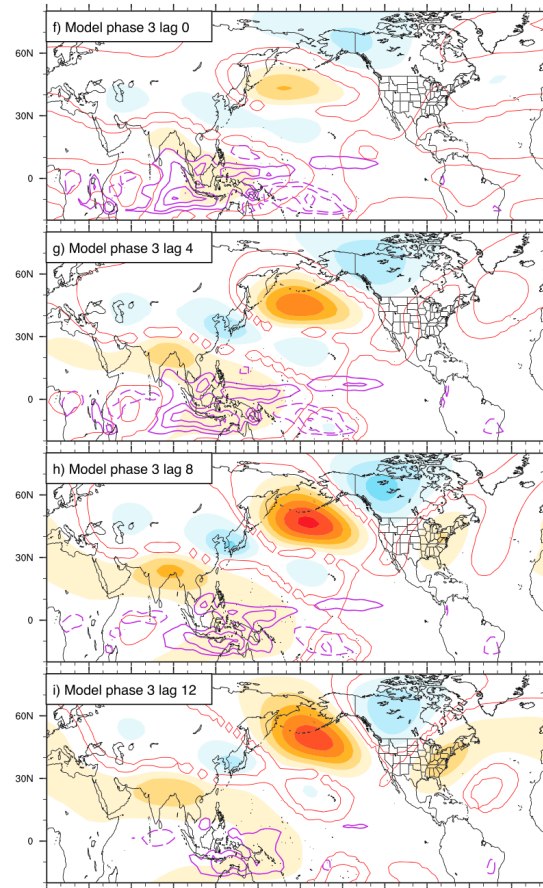 f) Model phase 3 lag 0
60N
30N
0
g) Model phase 3 lag 4
60N
30N
0
h) Model phase 3 lag 8
60N
30N
0
i) Model phase 3 lag 12
60N
30N
0